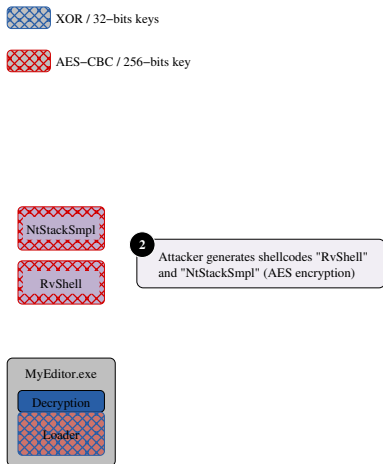 XOR / 32−bits keys
AES−CBC / 256−bits key
NtStackSmpl
2
Attacker generates shellcodes "RvShell"
and "NtStackSmpl" (AES encryption)
RvShell
MyEditor.exe
Decryption
Loader